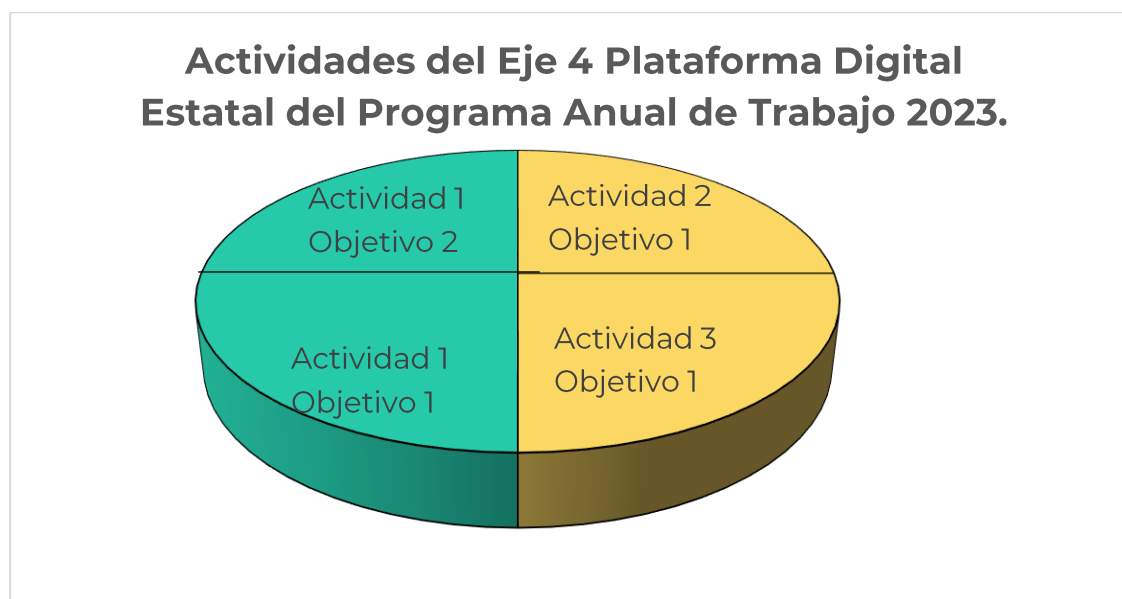 Actividades del Eje 4 Plataforma Digital
Estatal del Programa Anual de Trabajo 2023.
Actividad 1
Objetivo 2
Actividad 2
Objetivo 1
Actividad 1
Objetivo 1
Actividad 3
Objetivo 1